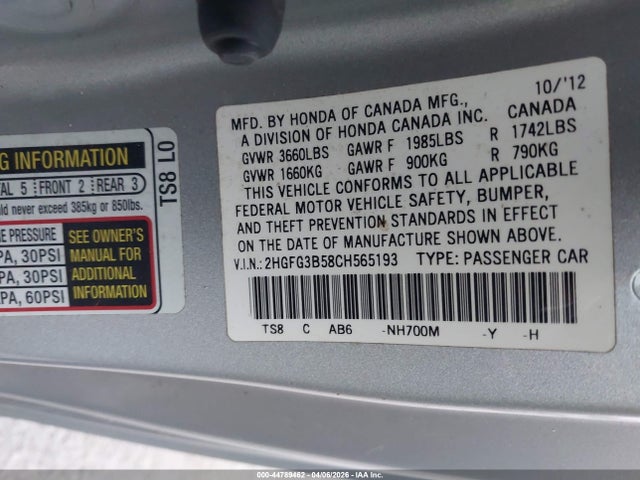 G INFORMATION
TAL 5 FRONT 2 REAR 3
ld never exceed 385kg or 850lbs.
E PRESSURE
PA, 30PSI
PA, 30PSI
PA, 60PSI
SEE OWNER'S
MANUAL FOR
ADDITIONAL
INFORMATION
TS8 L0
10/'12
MFD. BY HONDA OF CANADA MFG., CANADA
A DIVISION OF HONDA CANADA INC.
GVWR 3660LBS GAWR F 1985LBS R 1742LBS
GVWR 1660KG GAWR F 900KG R 790KG
THIS VEHICLE CONFORMS TO ALL APPLICABLE
FEDERAL MOTOR VEHICLE SAFETY, BUMPER,
AND THEFT PREVENTION STANDARDS IN EFFECT
ON THE DATE OF MANUFACTURE SHOWN ABOVE.
V.I.N.: 2HGFG3B58CH565193 TYPE: PASSENGER CAR
TS8 C AB6 -NH700M -Y -H
000-44789462 - 04/06/2026 - IAA Inc.